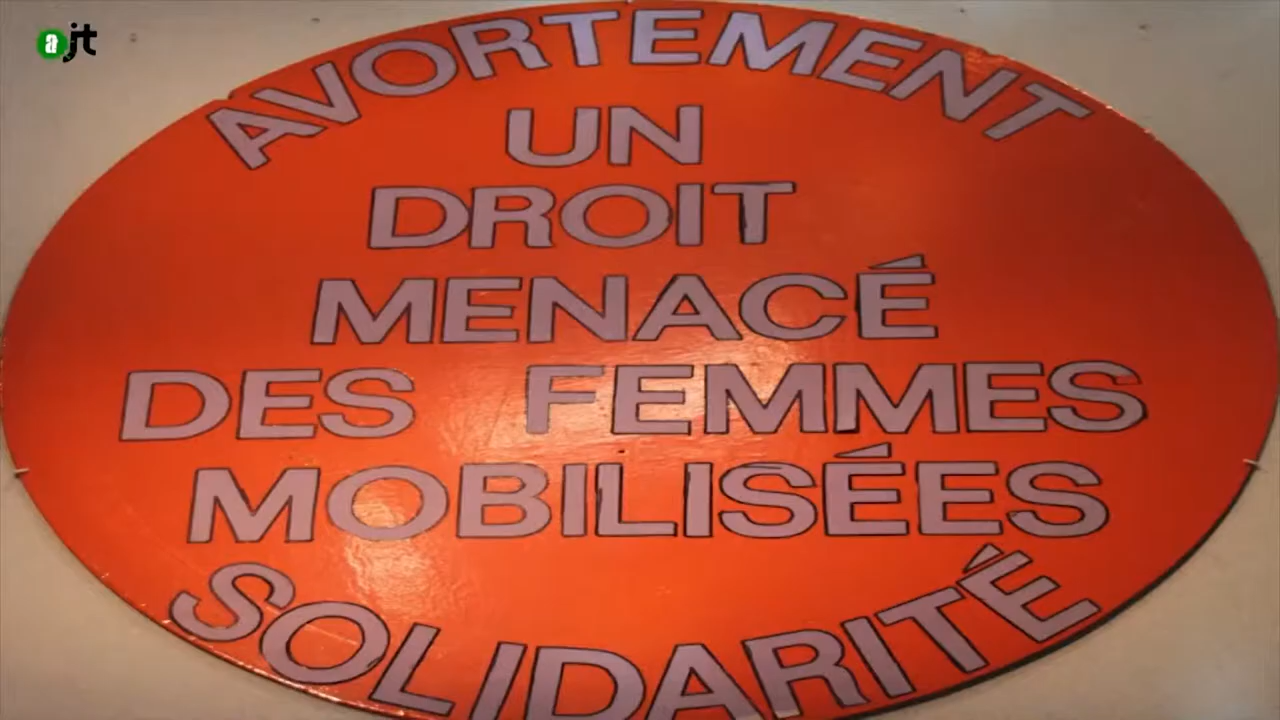 ajt
AVORTEMENT
UN
DROIT
MENACÉ
DES FEMMES
MOBILISÉES
SOLIDARITÉ